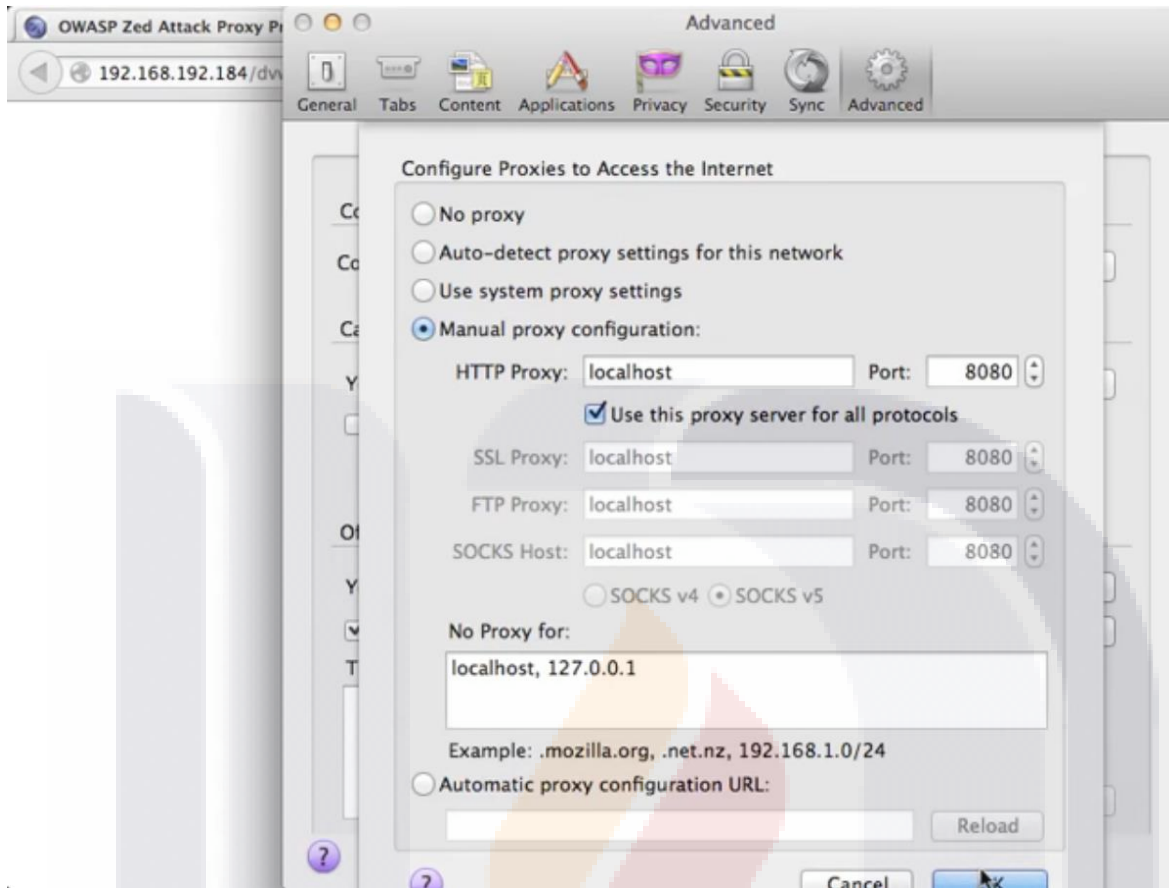 OWASP Zed Attack Proxy Pr
192.168.192.184/dvw
Advanced
General Tabs Content Applications Privacy Security Sync Advanced
Configure Proxies to Access the Internet
No proxy
Auto-detect proxy settings for this network
Use system proxy settings
Manual proxy configuration:
HTTP Proxy: localhost Port: 8080
Use this proxy server for all protocols
SSL Proxy: localhost Port: 8080
FTP Proxy: localhost Port: 8080
SOCKS Host: localhost Port: 8080
SOCKS v4 SOCKS v5
No Proxy for:
localhost, 127.0.0.1
Example: .mozilla.org, .net.nz, 192.168.1.0/24
Automatic proxy configuration URL:
Reload
Cancel